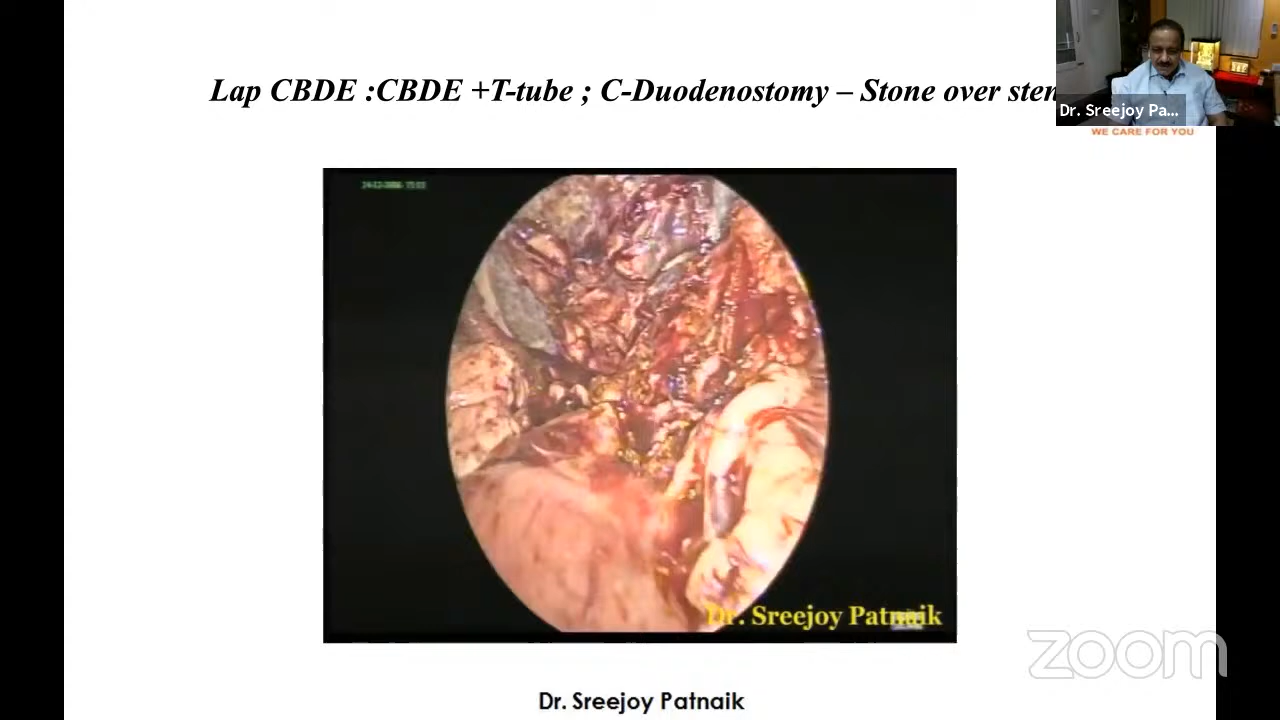 Lap CBDE :CBDE +T-tube ; C-Duodenostomy – Stone over sten
Dr. Sreejoy Pa...
WE CARE FOR YOU
Dr. Sreejoy Patnaik
zoom
Dr. Sreejoy Patnaik